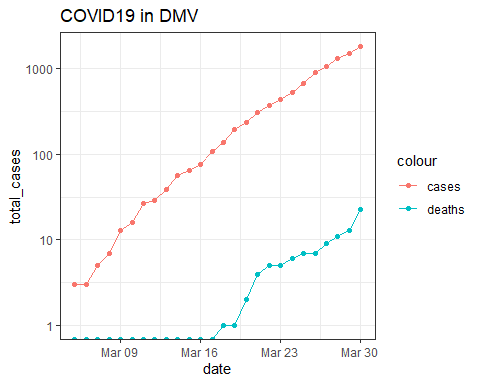 COVID19 in DMV
total_cases
1000
100
10
1
Mar 09 Mar 16 Mar 23 Mar 30
date
colour
cases
deaths